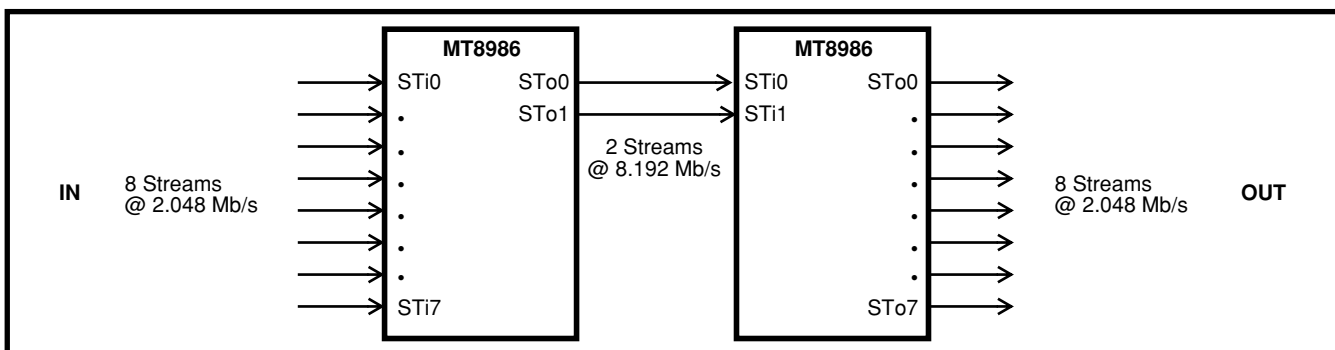 MT8986
MT8986
STi0
STo0
STi0
STo0
.
STo1
STi1
.
.
.
2 Streams
@ 8.192 Mb/s
.
.
IN
8 Streams
@ 2.048 Mb/s
8 Streams
@ 2.048 Mb/s
OUT
.
.
.
.
.
.
STi7
STo7